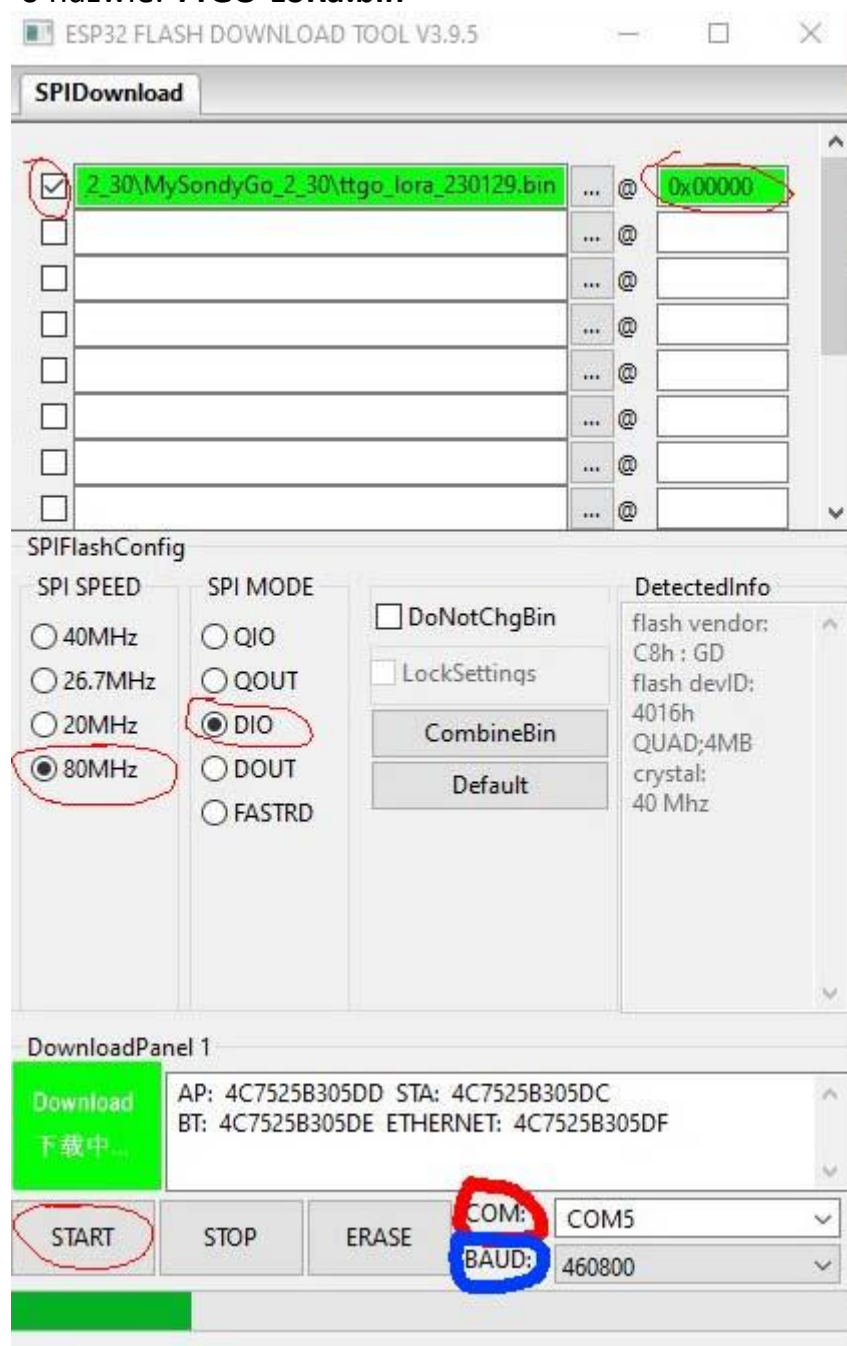 ESP32 FLASH DOWNLOAD TOOL V3.9.5
SPIDownload
2_30\MySondyGo_2_30\ttgo_lora_230129.bin ... @ 0x00000
... @
... @
... @
... @
... @
... @
... @
SPIFlashConfig
SPI SPEED
40MHz
26.7MHz
20MHz
80MHz
SPI MODE
QIO
QOUT
DIO
DOUT
FASTRD
DoNotChgBin
LockSettings
CombineBin
Default
DetectedInfo
flash vendor:
C8h : GD
flash devID:
4016h
QUAD;4MB
crystal:
40 Mhz
DownloadPanel 1
Download
下载中...
AP: 4C7525B305DD STA: 4C7525B305DC
BT: 4C7525B305DE ETHERNET: 4C7525B305DF
START
STOP
ERASE
COM: COM5
BAUD: 460800